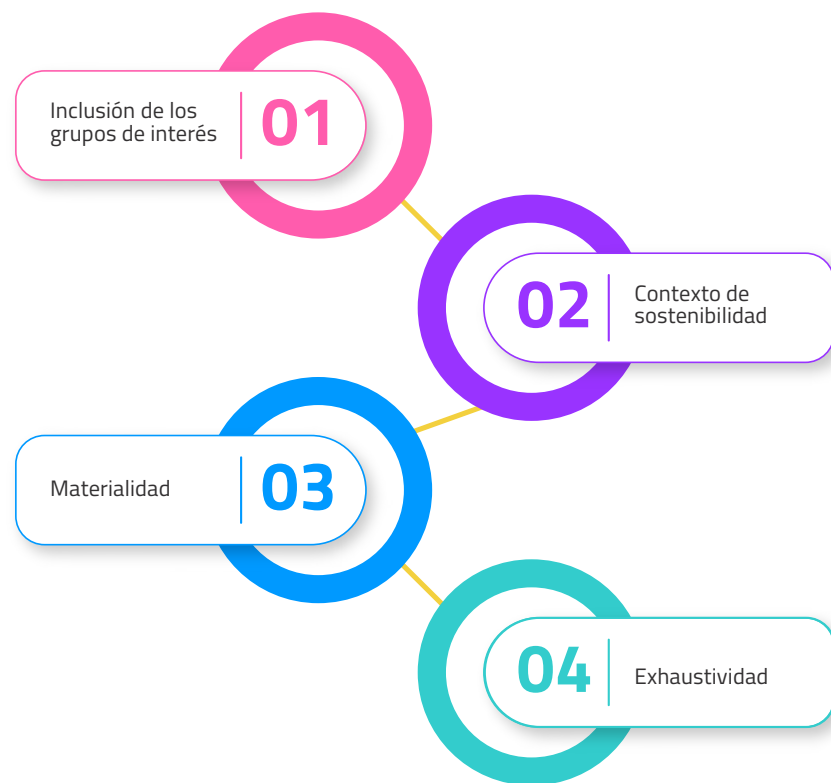 Inclusión de los
grupos de interés
01
02
Contexto de
sostenibilidad
Materialidad
03
04
Exhaustividad